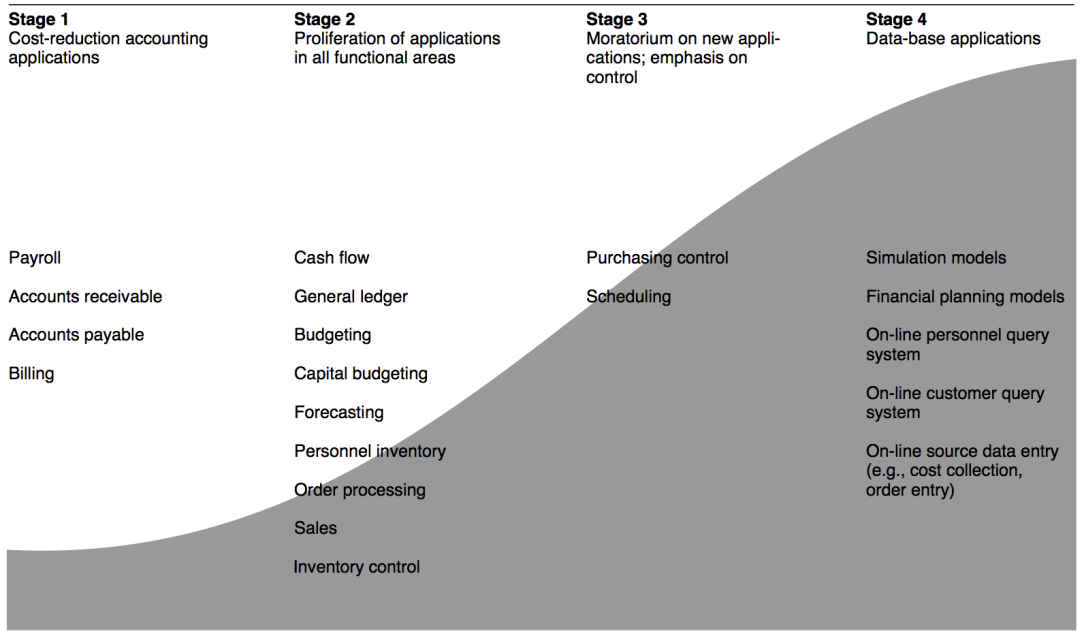 Stage 1
Cost-reduction accounting
applications
Payroll
Accounts receivable
Accounts payable
Billing
Stage 2
Proliferation of applications
in all functional areas
Cash flow
General ledger
Budgeting
Capital budgeting
Forecasting
Personnel inventory
Order processing
Sales
Inventory control
Stage 3
Moratorium on new appli-
cations; emphasis on
control
Purchasing control
Scheduling
Stage 4
Data-base applications
Simulation models
Financial planning models
On-line personnel query
system
On-line customer query
system
On-line source data entry
(e.g., cost collection,
order entry)